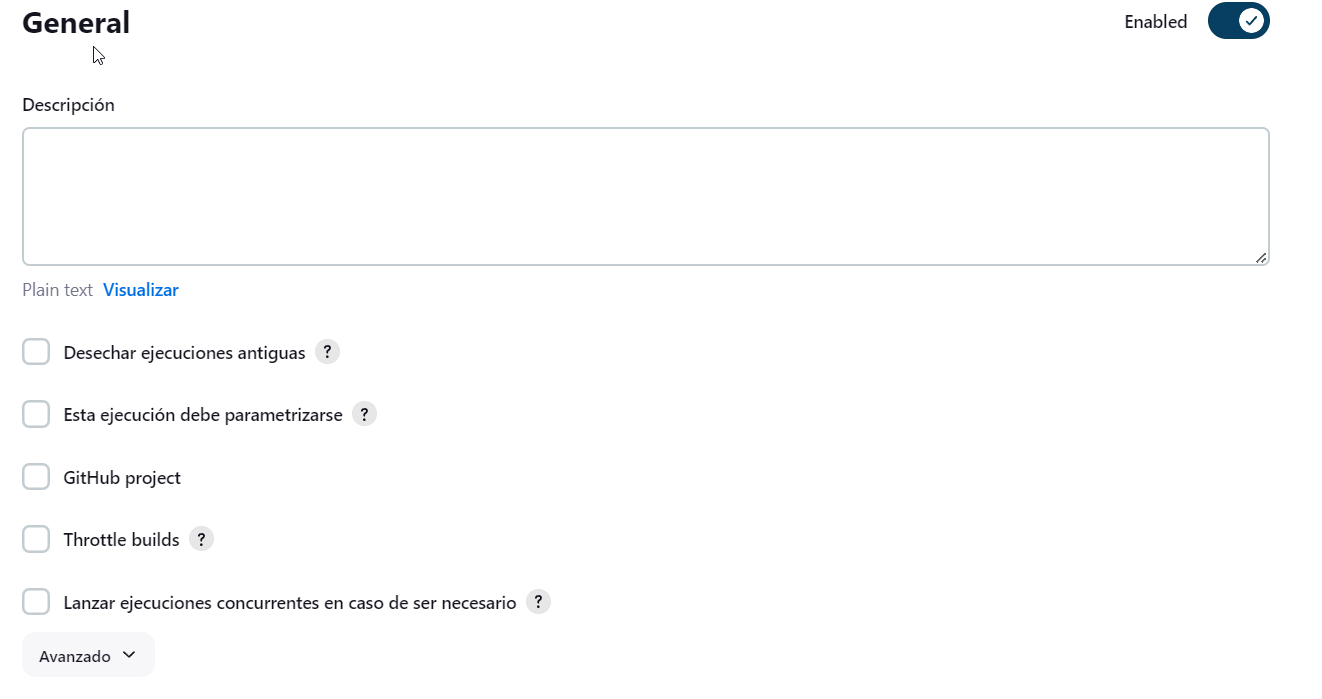 General
Enabled
Descripción
Plain text Visualizar
Desechar ejecuciones antiguas ?
Esta ejecución debe parametrizarse ?
GitHub project
Throttle builds ?
Lanzar ejecuciones concurrentes en caso de ser necesario ?
Avanzado